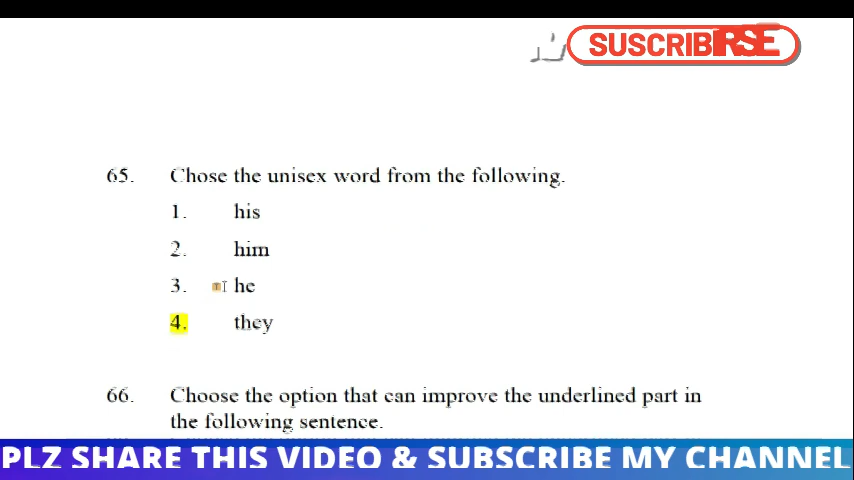 SUSCRIBIRSE
65. Chose the unisex word from the following.
1. his
2. him
3. he
4. they
66. Choose the option that can improve the underlined part in
the following sentence.
PLZ SHARE THIS VIDEO & SUBSCRIBE MY CHANNEL